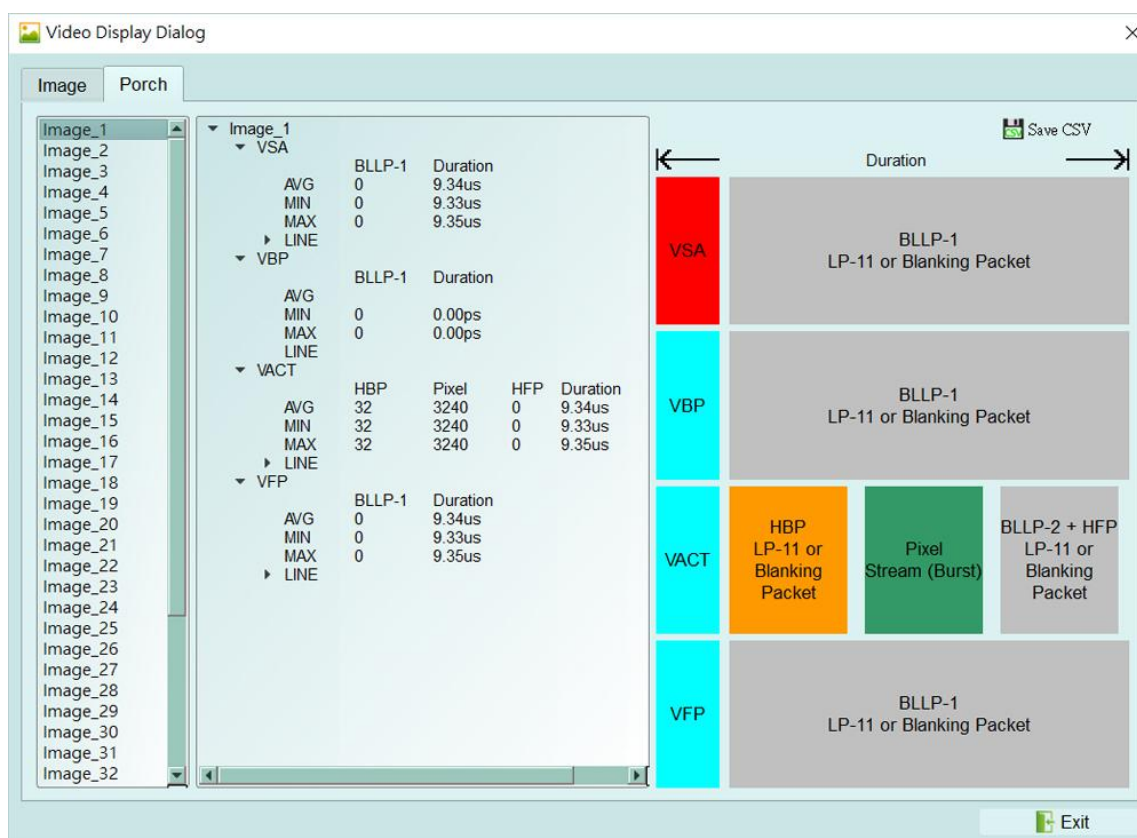 Video Display Dialog
Image Porch
Image_1
Image_2
Image_3
Image_4
Image_5
Image_6
Image_7
Image_8
Image_9
Image_10
Image_11
Image_12
Image_13
Image_14
Image_15
Image_16
Image_17
Image_18
Image_19
Image_20
Image_21
Image_22
Image_23
Image_24
Image_25
Image_26
Image_27
Image_28
Image_29
Image_30
Image_31
Image_32
Image_1
VSA
BLLP-1 Duration
AVG 0 9.34us
MIN 0 9.33us
MAX 0 9.35us
LINE
VBP
BLLP-1 Duration
AVG
MIN 0 0.00ps
MAX 0 0.00ps
LINE
VACT
HBP Pixel HFP Duration
AVG 32 3240 0 9.34us
MIN 32 3240 0 9.33us
MAX 32 3240 0 9.35us
LINE
VFP
BLLP-1 Duration
AVG 0 9.34us
MIN 0 9.33us
MAX 0 9.35us
LINE
CSV Save CSV
Duration
VSA
BLLP-1
LP-11 or Blanking Packet
VBP
BLLP-1
LP-11 or Blanking Packet
VACT
HBP
LP-11 or
Blanking
Packet
Pixel
Stream (Burst)
BLLP-2 + HFP
LP-11 or
Blanking
Packet
VFP
BLLP-1
LP-11 or Blanking Packet
Exit